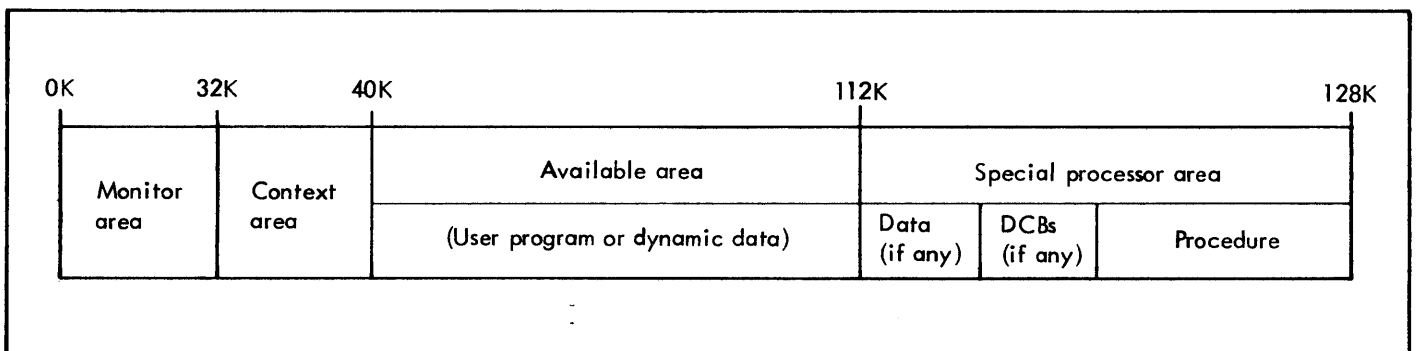 0K 32K 40K 112K 128K
Monitor area
Context area
Available area
(User program or dynamic data)
Special processor area
Data (if any)
DCBs (if any)
Procedure